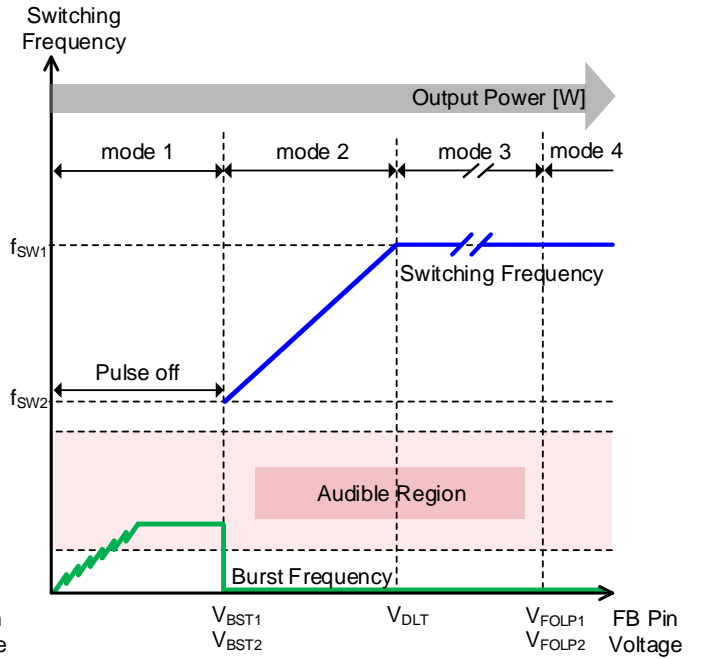 Switching
Frequency
Output Power [W]
mode 1
mode 2
mode 3
mode 4
fSW1
Switching Frequency
Pulse off
fSW2
Audible Region
Burst Frequency
VBST1
VBST2
VDLT
VFOLP1
VFOLP2
FB Pin
Voltage